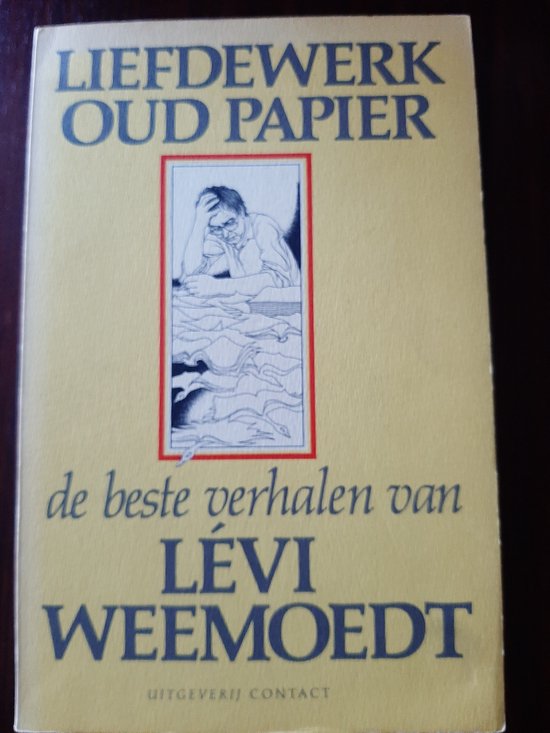 LIEFDEWERK
OUD PAPIER
de beste verhalen van
LÉVI
WEEMOEDT
UITGEVERIJ CONTACT